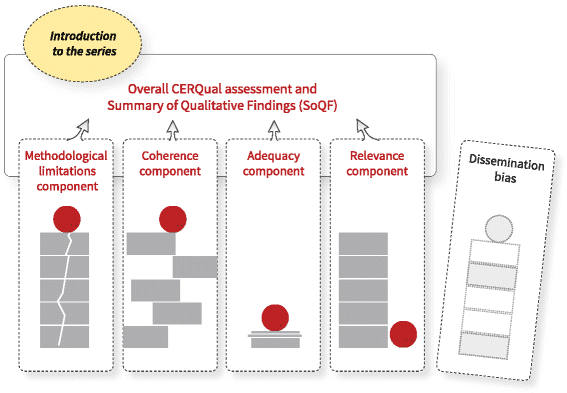 Introduction
to the series
Overall CERQual assessment and
Summary of Qualitative Findings (SoQF)
Methodological
limitations
component
Coherence
component
Adequacy
component
Relevance
component
Dissemination
bias